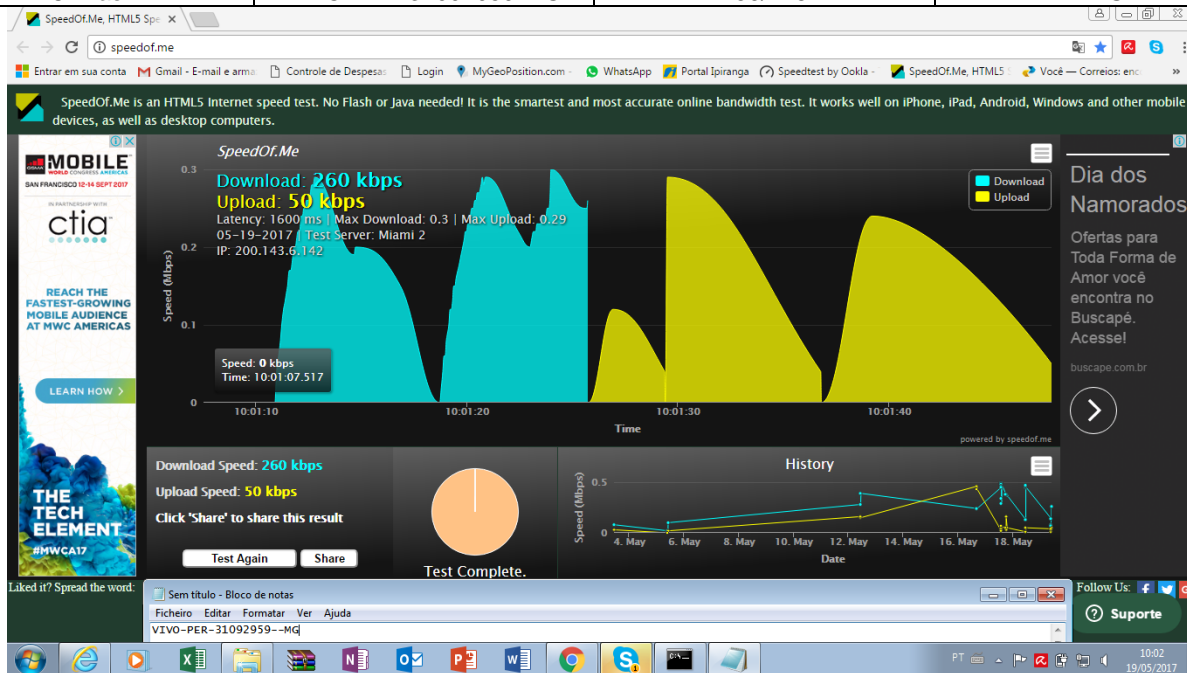 SpeedOf.Me, HTML5 Spe
speedof.me
Entrar em sua conta
Gmail - E-mail e arma
Controle de Despesas
Login
MyGeoPosition.com -
WhatsApp
Portal Ipiranga
Speedtest by Ookla -
SpeedOf.Me, HTML5
Você — Correios: enc
»
SpeedOf.Me is an HTML5 Internet speed test. No Flash or Java needed! It is the smartest and most accurate online bandwidth test. It works well on iPhone, iPad, Android, Windows and other mobile
devices, as well as desktop computers.
GSMA
MOBILE
WORLD CONGRESS AMERICAS
SAN FRANCISCO 12-14 SEPT 2017
IN PARTNERSHIP WITH
ctia
REACH THE
FASTEST-GROWING
MOBILE AUDIENCE
AT MWC AMERICAS
LEARN HOW >
THE
TECH
ELEMENT
#MWCA17
SpeedOf.Me
Download: 260 kbps
Upload: 50 kbps
Latency: 1600 ms | Max Download: 0.3 | Max Upload: 0.29
05-19-2017 | Test Server: Miami 2
IP: 200.143.6.142
Download
Upload
Speed (Mbps)
0.3
0.2
0.1
0
Speed: 0 kbps
Time: 10:01:07.517
10:01:10
10:01:20
10:01:30
10:01:40
Time
powered by speedof.me
Dia dos
Namorados
Ofertas para
Toda Forma de
Amor você
encontra no
Buscapé.
Acesse!
buscape.com.br
Download Speed: 260 kbps
Upload Speed: 50 kbps
Click 'Share' to share this result
Test Again
Share
Test Complete.
History
Speed (Mbps)
0.5
0
4. May
6. May
8. May
10. May
12. May
14. May
16. May
18. May
Date
Liked it? Spread the word:
Follow Us:
Suporte
Sem título - Bloco de notas
Ficheiro Editar Formatar Ver Ajuda
VIVO-PER-31092959--MG
PT
10:02
19/05/2017